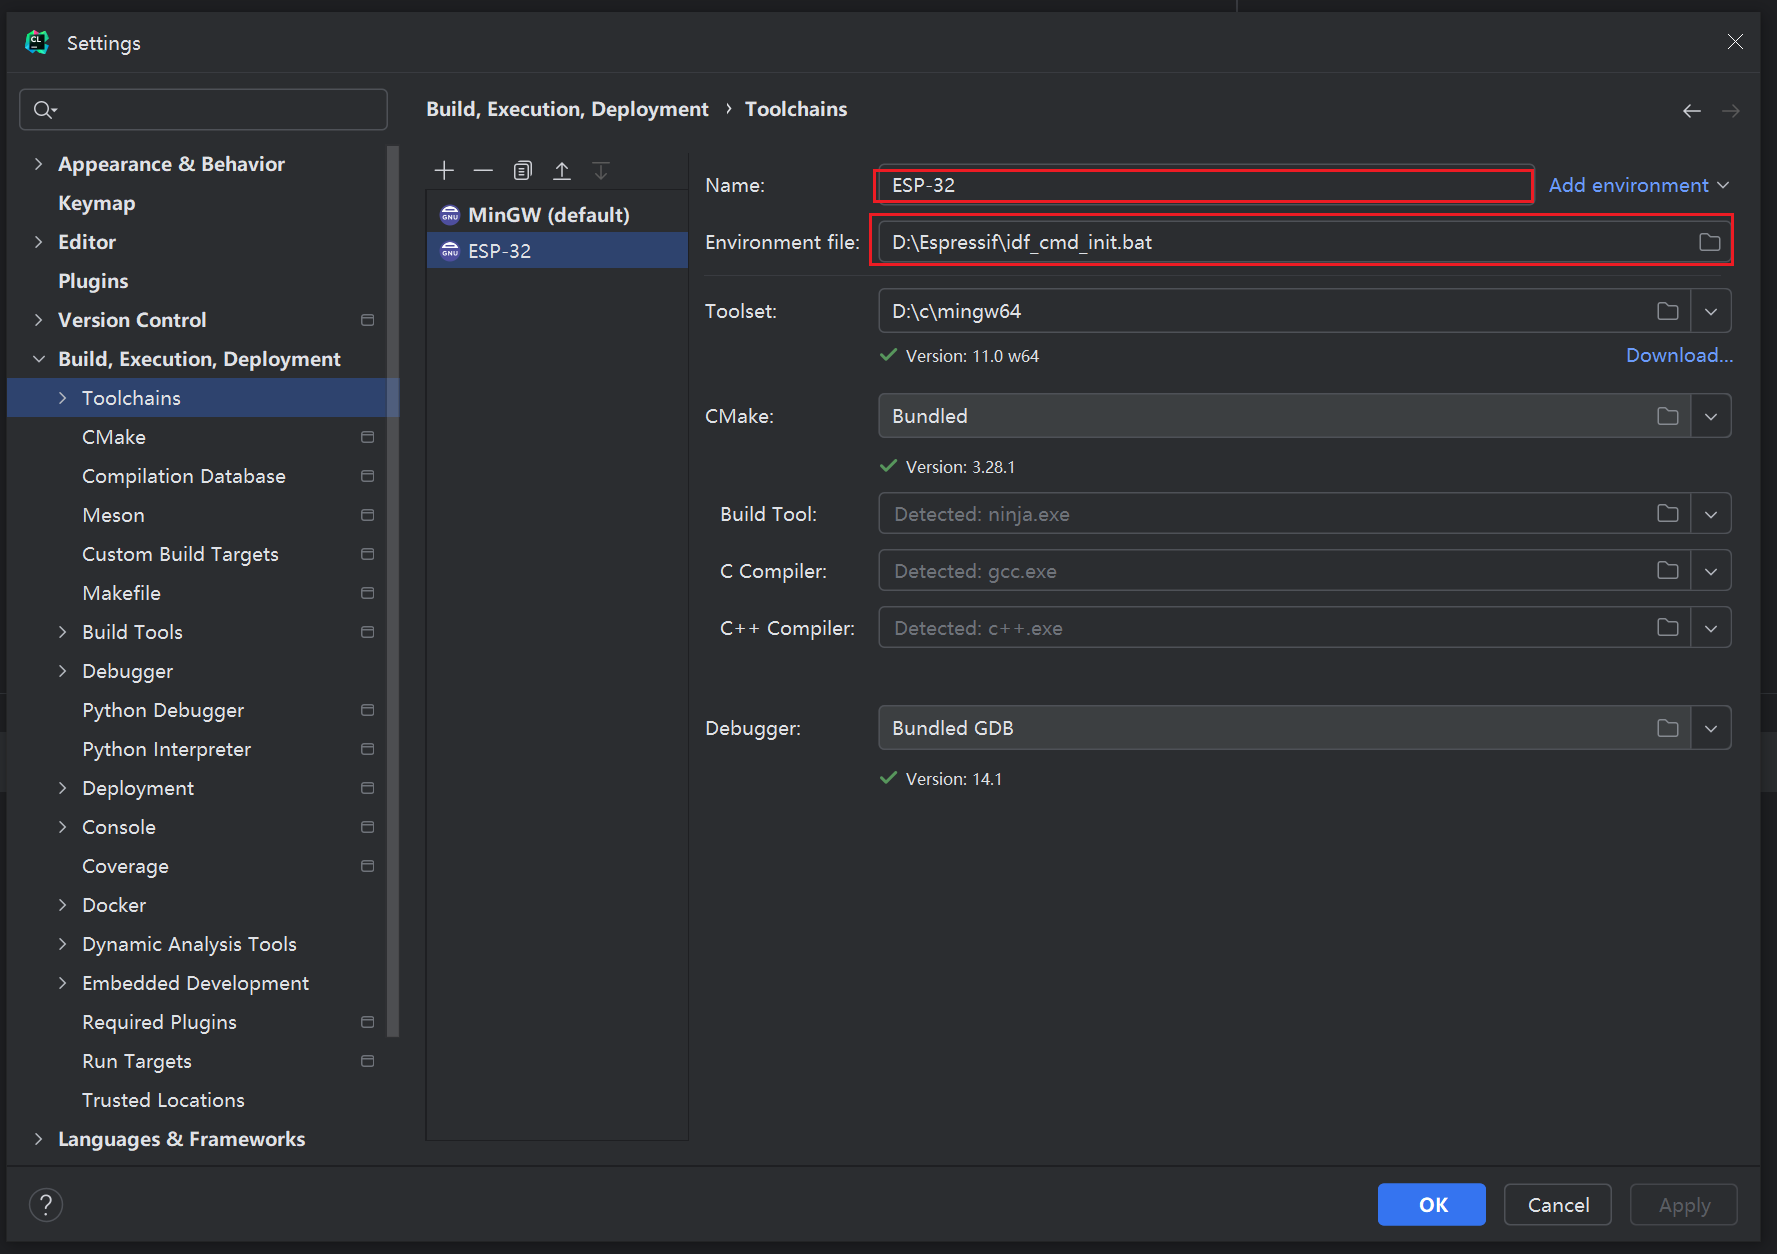 Settings
Appearance & Behavior
Keymap
Editor
Plugins
Version Control
Build, Execution, Deployment
Toolchains
CMake
Compilation Database
Meson
Custom Build Targets
Makefile
Build Tools
Debugger
Python Debugger
Python Interpreter
Deployment
Console
Coverage
Docker
Dynamic Analysis Tools
Embedded Development
Required Plugins
Run Targets
Trusted Locations
Languages & Frameworks
Build, Execution, Deployment › Toolchains
MinGW (default)
ESP-32
Name: ESP-32 Add environment
Environment file: D:\Espressif\idf_cmd_init.bat
Toolset: D:\c\mingw64
Version: 11.0 w64 Download...
CMake: Bundled
Version: 3.28.1
Build Tool: Detected: ninja.exe
C Compiler: Detected: gcc.exe
C++ Compiler: Detected: c++.exe
Debugger: Bundled GDB
Version: 14.1
? OK Cancel Apply